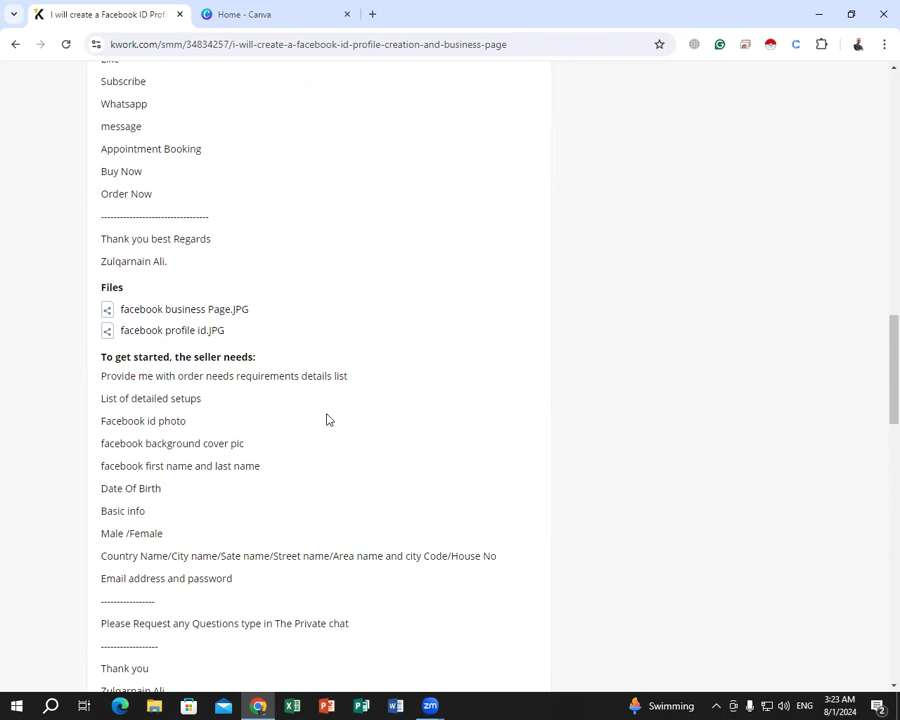 I will create a Facebook ID Profi
Home - Canva
kwork.com/smm/34834257/i-will-create-a-facebook-id-profile-creation-and-business-page
Like
Subscribe
Whatsapp
message
Appointment Booking
Buy Now
Order Now
----------------------------------
Thank you best Regards
Zulqarnain Ali.
Files
facebook business Page.JPG
facebook profile id.JPG
To get started, the seller needs:
Provide me with order needs requirements details list
List of detailed setups
Facebook id photo
facebook background cover pic
facebook first name and last name
Date Of Birth
Basic info
Male /Female
Country Name/City name/Sate name/Street name/Area name and city Code/House No
Email address and password
-----------------
Please Request any Questions type in The Private chat
------------------
Thank you
Zulqarnain Ali
Swimming
ENG
3:23 AM
8/1/2024
2